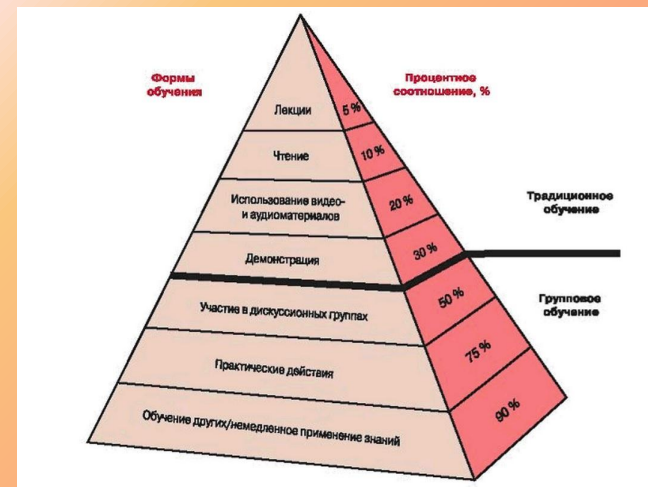 Формы
обучения
Процентное
соотношение, %
Лекции
5 %
Чтение
10 %
Использование видео-
и аудиоматериалов
20 %
Демонстрация
30 %
Традиционное
обучение
Групповое
обучение
Участие в дискуссионных группах
50 %
Практические действия
75 %
Обучение других/немедленное применение знаний
90 %